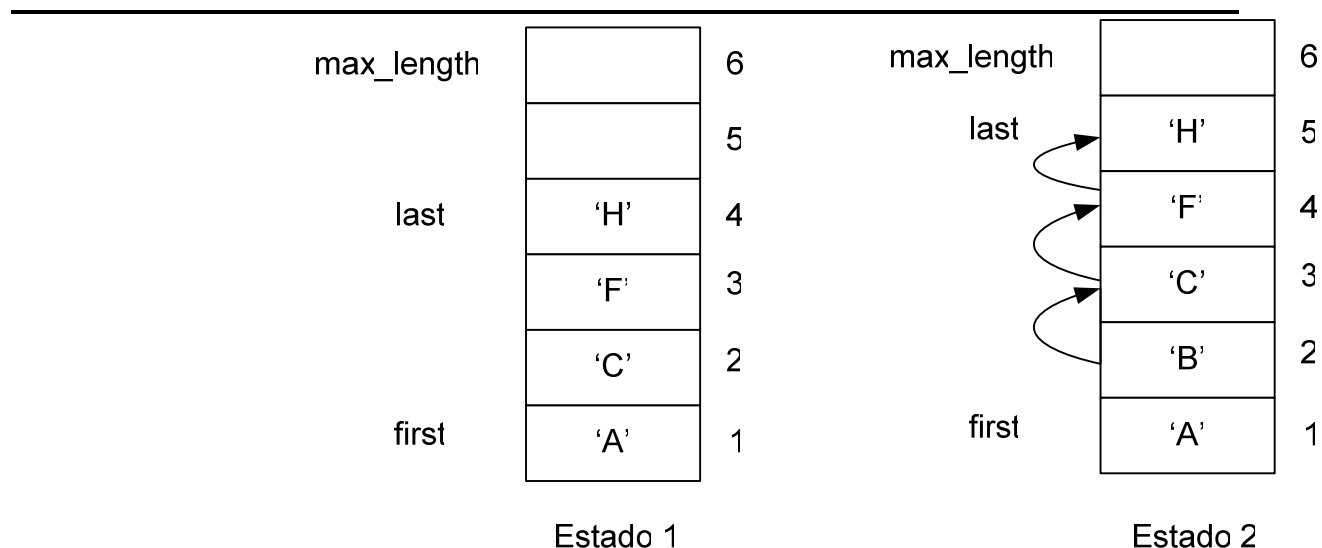 max_length 6
5
last ‘H’ 4
‘F’ 3
‘C’ 2
first ‘A’ 1
Estado 1
max_length 6
last ‘H’ 5
‘F’ 4
‘C’ 3
‘B’ 2
first ‘A’ 1
Estado 2